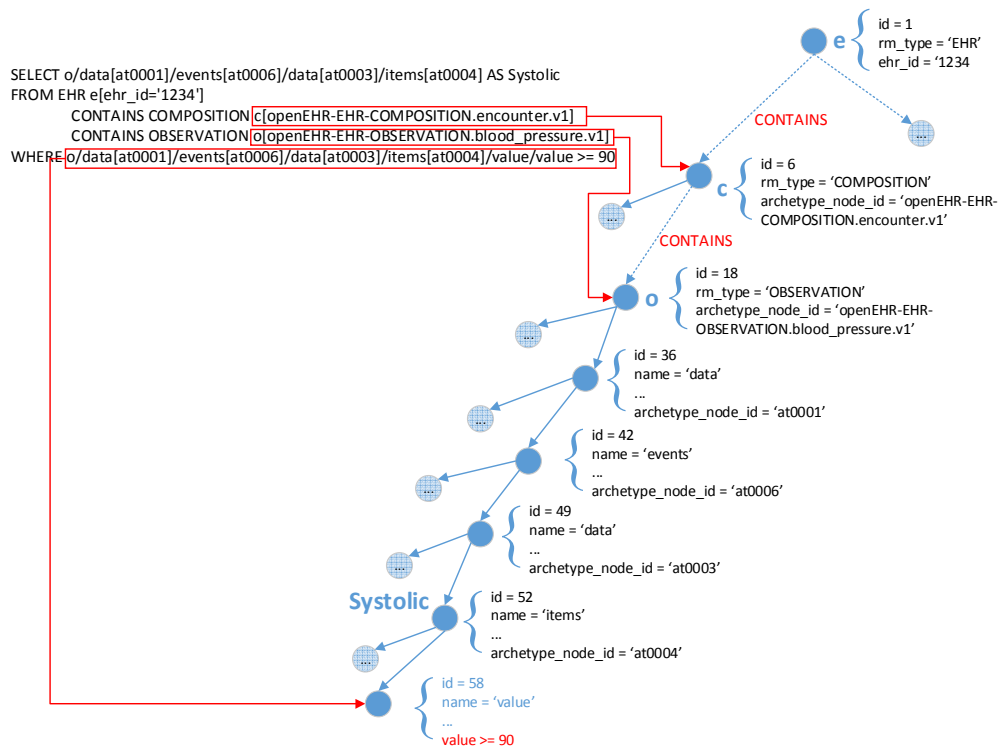 SELECT o/data[at0001]/events[at0006]/data[at0003]/items[at0004] AS Systolic
FROM EHR e[ehr_id='1234']
CONTAINS COMPOSITION c[openEHR-EHR-COMPOSITION.encounter.v1]
CONTAINS OBSERVATION o[openEHR-EHR-OBSERVATION.blood_pressure.v1]
WHERE o/data[at0001]/events[at0006]/data[at0003]/items[at0004]/value/value >= 90
e
id = 1
rm_type = ‘EHR’
ehr_id = ‘1234
...
CONTAINS
c
id = 6
rm_type = ‘COMPOSITION’
archetype_node_id = ‘openEHR-EHR-
COMPOSITION.encounter.v1’
...
CONTAINS
o
id = 18
rm_type = ‘OBSERVATION’
archetype_node_id = ‘openEHR-EHR-
OBSERVATION.blood_pressure.v1’
...
id = 36
name = ‘data’
...
archetype_node_id = ‘at0001’
...
id = 42
name = ‘events’
...
archetype_node_id = ‘at0006’
...
id = 49
name = ‘data’
...
archetype_node_id = ‘at0003’
...
Systolic
id = 52
name = ‘items’
...
archetype_node_id = ‘at0004’
...
id = 58
name = ‘value’
...
value >= 90